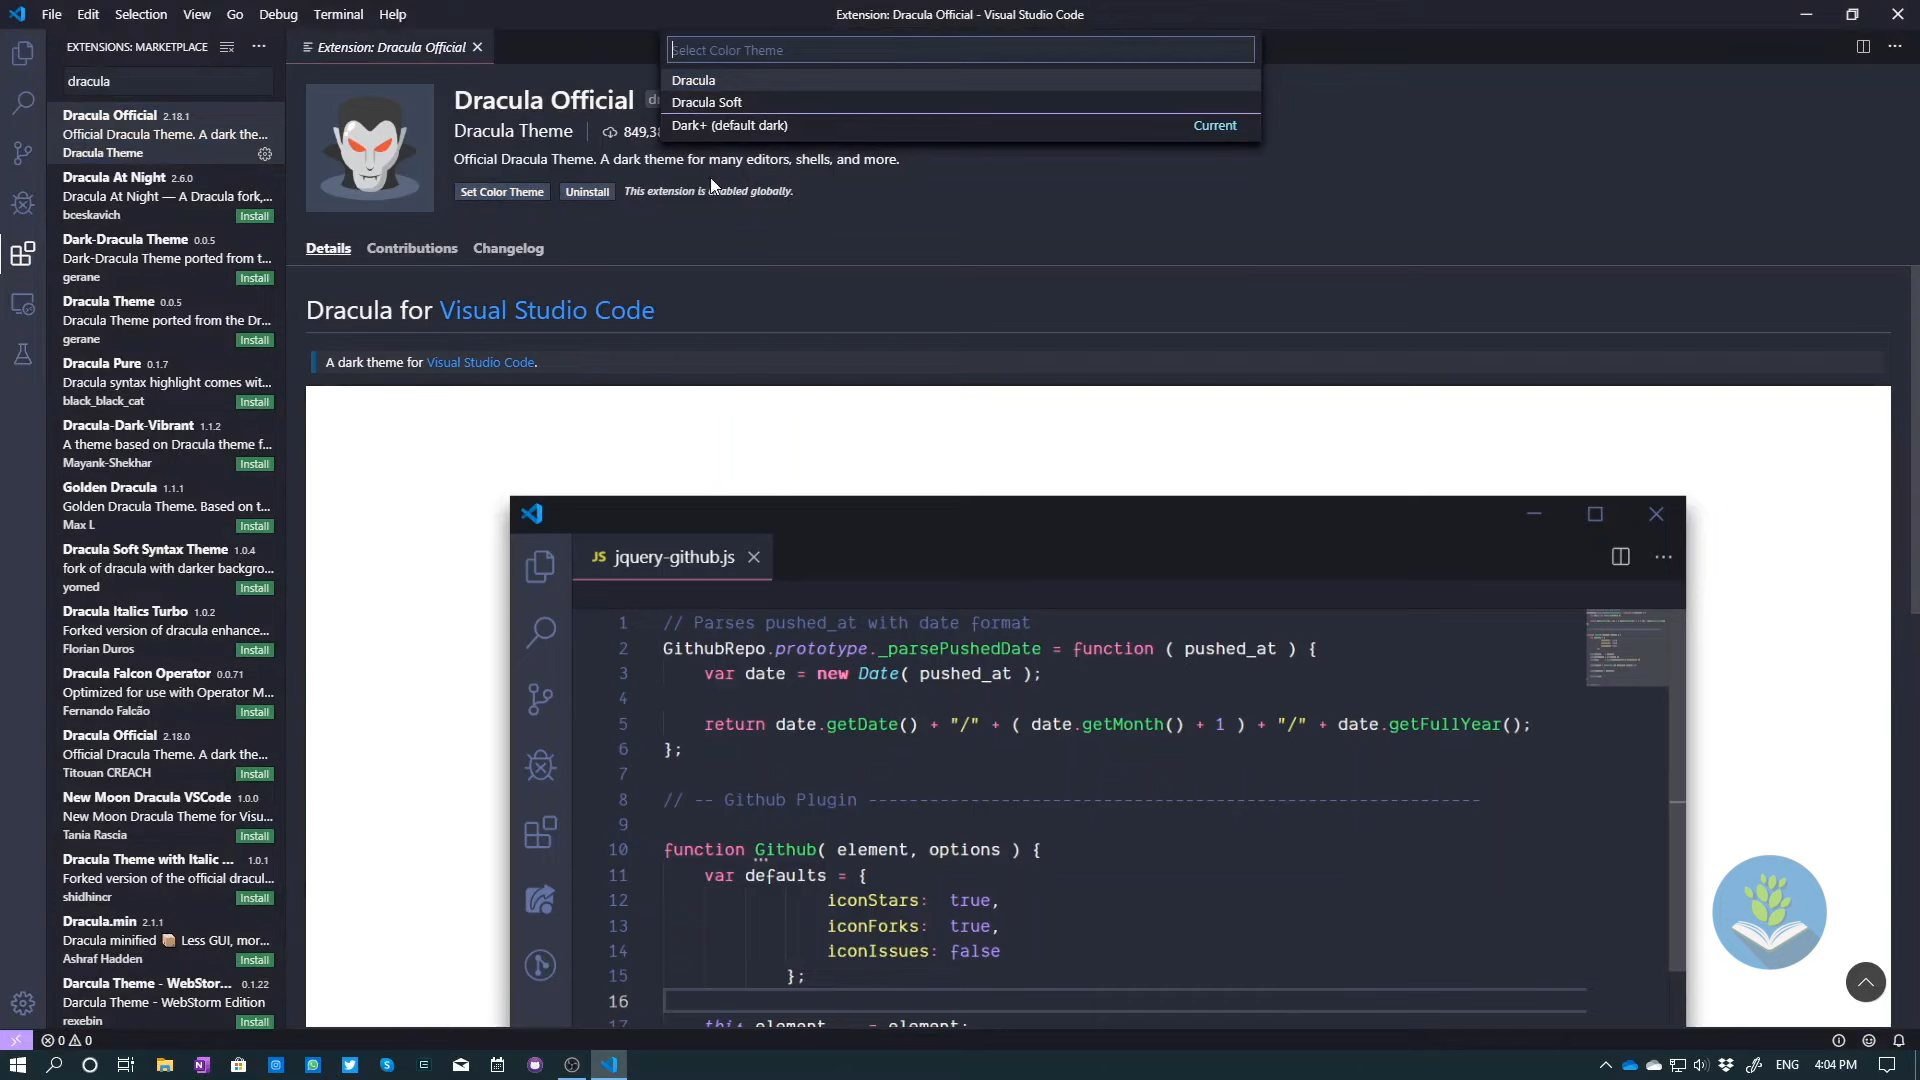 File Edit Selection View Go Debug Terminal Help
Extension: Dracula Official - Visual Studio Code
EXTENSIONS: MARKETPLACE
dracula
Dracula Official 2.18.1
Official Dracula Theme. A dark the...
Dracula Theme
Dracula At Night 2.6.0
Dracula At Night — A Dracula fork,...
bceskavich Install
Dark-Dracula Theme 0.0.5
Dark-Dracula Theme ported from t...
gerane Install
Dracula Theme 0.0.5
Dracula Theme ported from the Dr...
gerane Install
Dracula Pure 0.1.7
Dracula syntax highlight comes wit...
black_black_cat Install
Dracula-Dark-Vibrant 1.1.2
A theme based on Dracula theme f...
Mayank-Shekhar Install
Golden Dracula 1.1.1
Golden Dracula Theme. Based on t...
Max L Install
Dracula Soft Syntax Theme 1.0.4
fork of dracula with darker backgro...
yomed Install
Dracula Italics Turbo 1.0.2
Forked version of dracula enhance...
Florian Duros Install
Dracula Falcon Operator 0.0.71
Optimized for use with Operator M...
Fernando Falcão Install
Dracula Official 2.18.0
Official Dracula Theme. A dark the...
Titouan CREACH Install
New Moon Dracula VSCode 1.0.0
New Moon Dracula Theme for Visu...
Tania Rascia Install
Dracula Theme with Italic ... 1.0.1
Forked version of the official dracul...
shidhincr Install
Dracula.min 2.1.1
Dracula minified 📦 Less GUI, mor...
Ashraf Hadden Install
Darcula Theme - WebStor... 0.1.22
Darcula Theme - WebStorm Edition
rexebin Install
Extension: Dracula Official
Select Color Theme
Dracula
Dracula Soft
Dark+ (default dark) Current
Dracula Official
Dracula Theme 849,38
Official Dracula Theme. A dark theme for many editors, shells, and more.
Set Color Theme Uninstall This extension is enabled globally.
Details Contributions Changelog
Dracula for Visual Studio Code
A dark theme for Visual Studio Code.
JS jquery-github.js
1 // Parses pushed_at with date format
2 GithubRepo.prototype._parsePushedDate = function ( pushed_at ) {
3 var date = new Date( pushed_at );
4
5 return date.getDate() + "/" + ( date.getMonth() + 1 ) + "/" + date.getFullYear();
6 };
7
8 // -- Github Plugin ------------------------------------------------------------
9
10 function Github( element, options ) {
11 var defaults = {
12 iconStars: true,
13 iconForks: true,
14 iconIssues: false
15 };
16
17 this.element = element;
0 0
ENG 4:04 PM